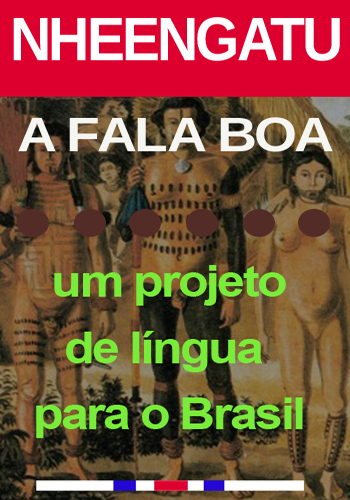 NHEENGATU
A FALA BOA
um projeto
de língua
para o Brasil